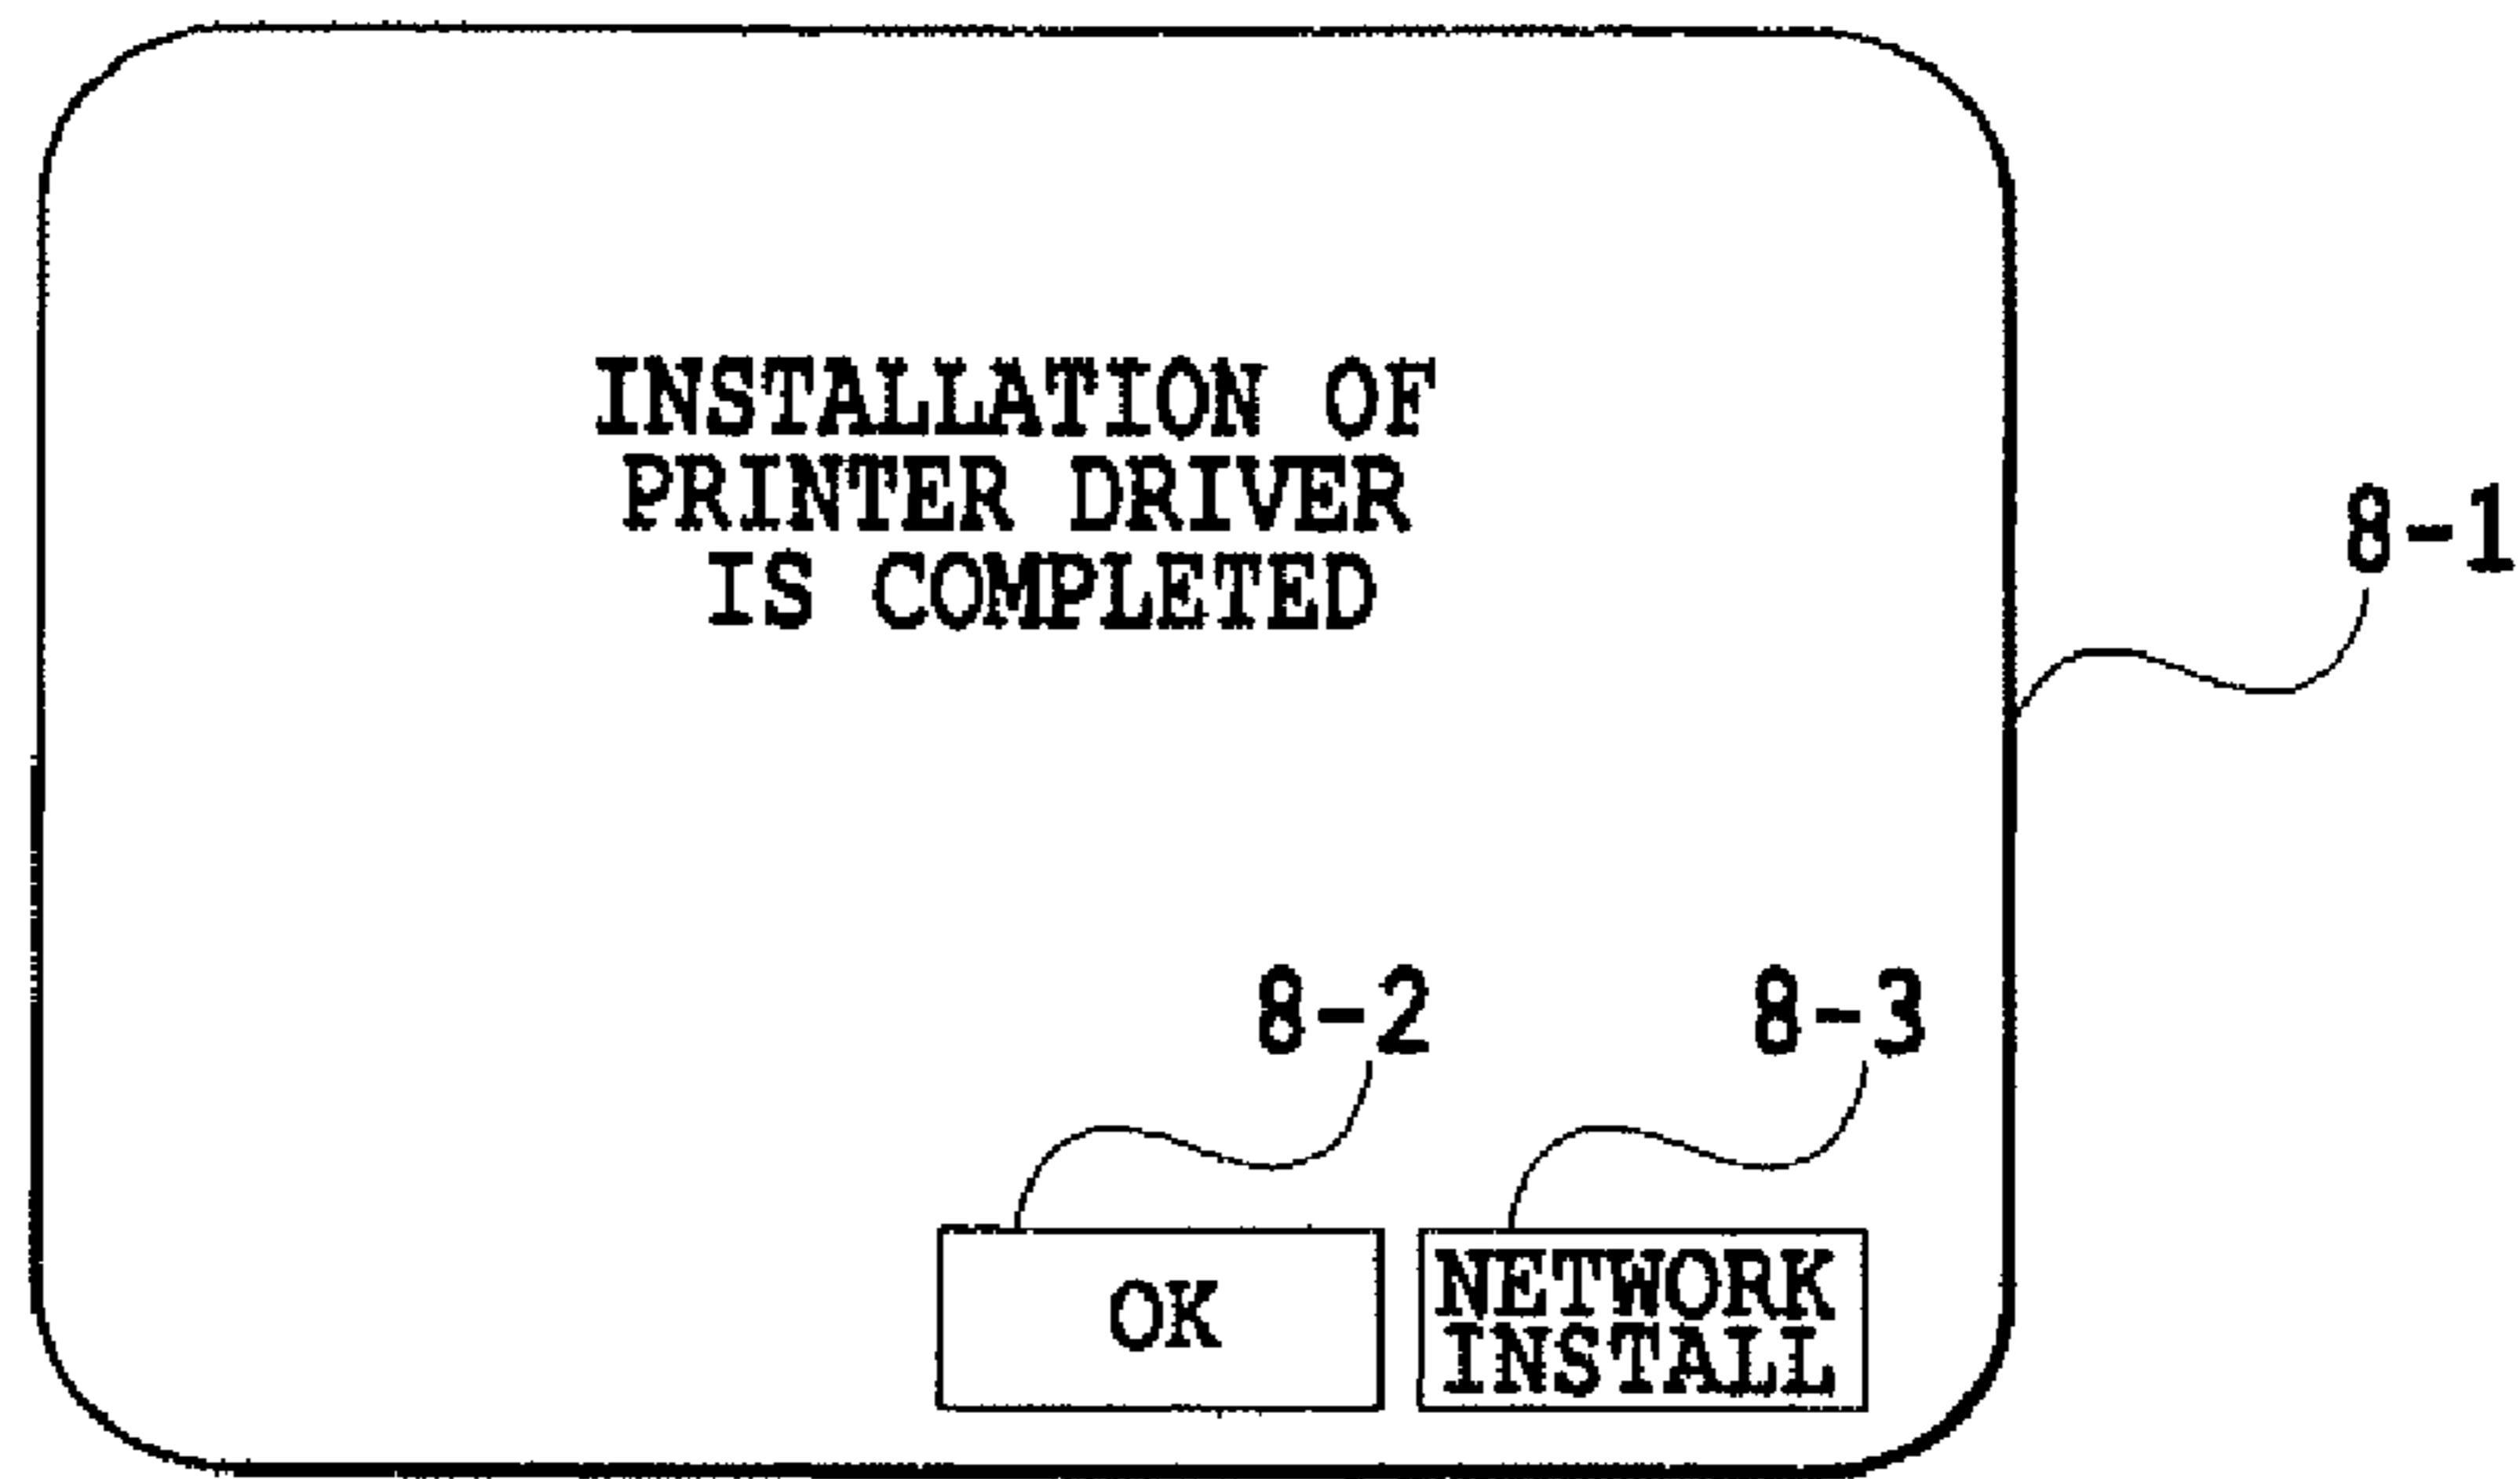 INSTALLATION OF
PRINTER DRIVER
IS COMPLETED
8-1
8-2
8-3
OK
NETWORK
INSTALL